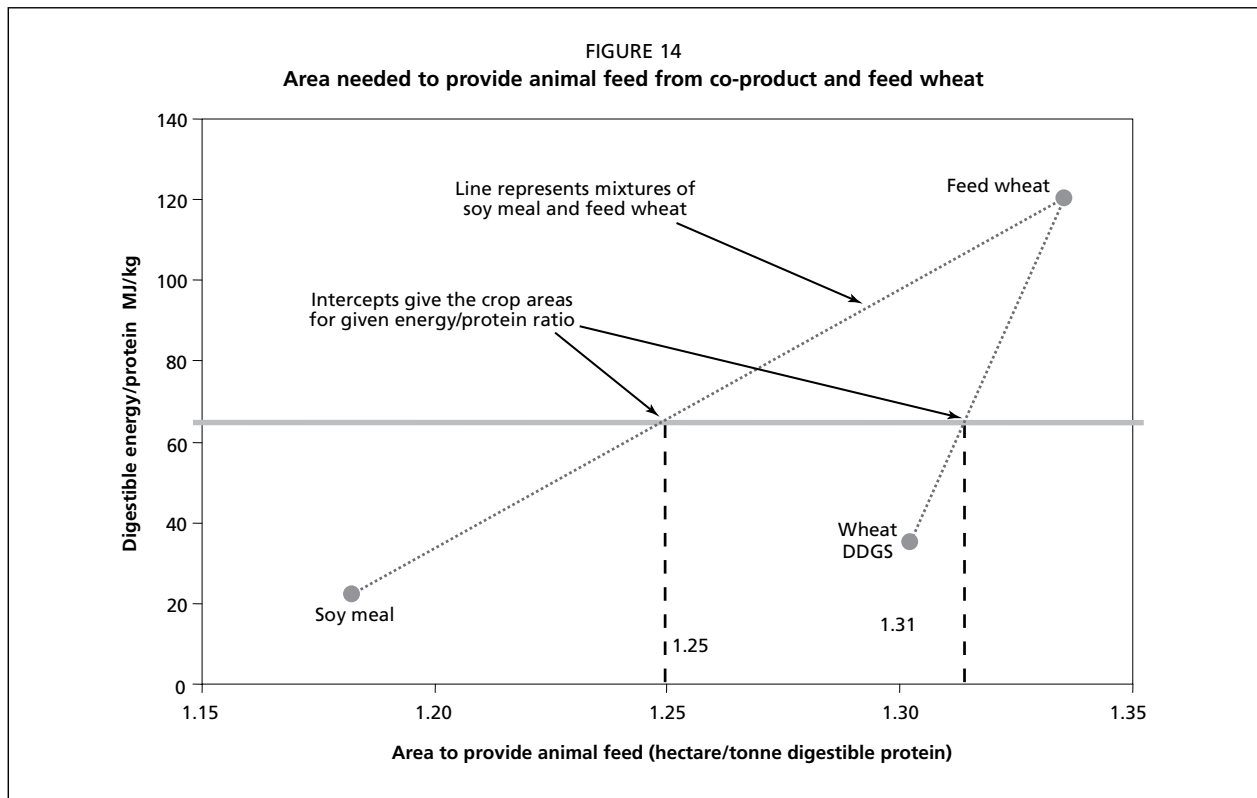 FIGURE 14
Area needed to provide animal feed from co-product and feed wheat
Digestible energy/protein MJ/kg
140
120
100
80
60
40
20
0
Line represents mixtures of
soy meal and feed wheat
Feed wheat
Intercepts give the crop areas
for given energy/protein ratio
Wheat
DDGS
Soy meal
1.25
1.31
1.15
1.20
1.25
1.30
1.35
Area to provide animal feed (hectare/tonne digestible protein)